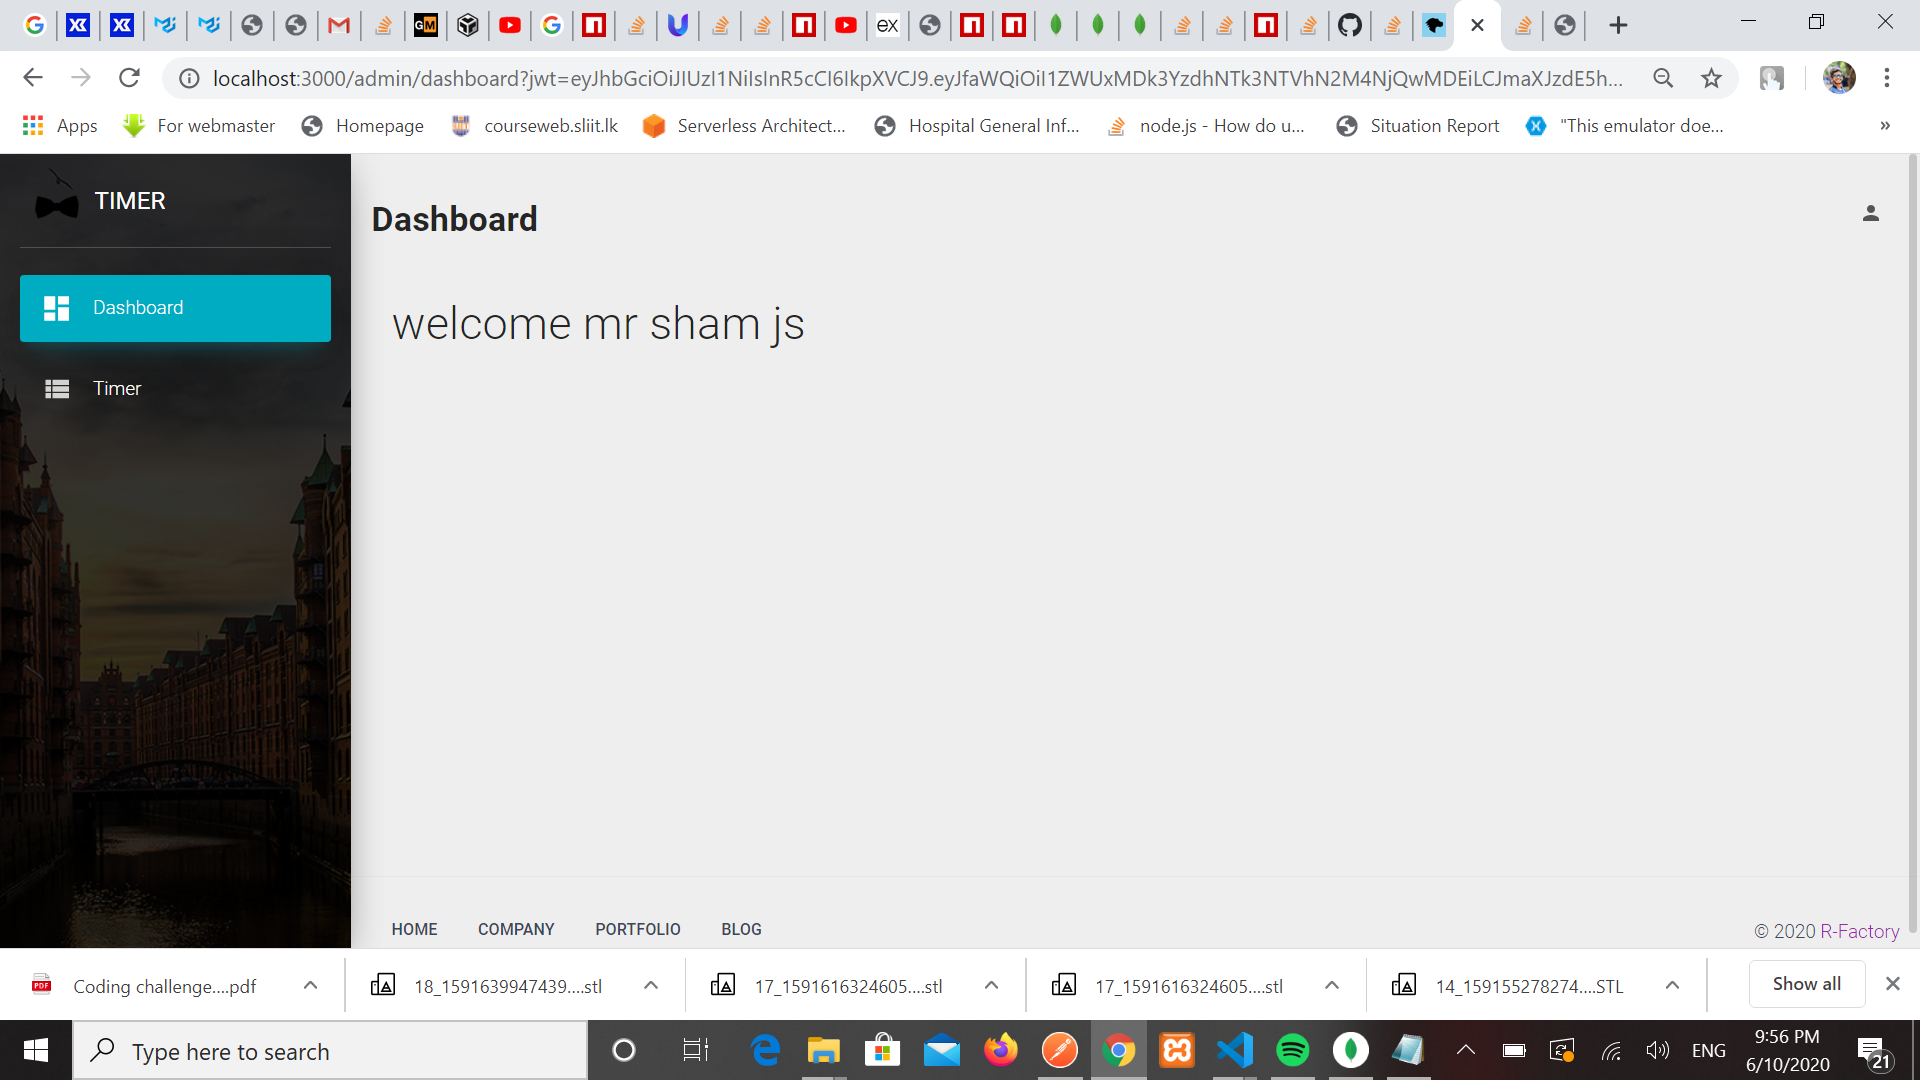 GM
ex
localhost:3000/admin/dashboard?jwt=eyJhbGciOiJIUzI1NiIsInR5cCI6IkpXVCJ9.eyJfaWQiOiI1ZWUxMDk3YzdhNTk3NTVhN2M4NjQwMDEiLCJmaXJzdE5h...
Apps
For webmaster
Homepage
courseweb.sliit.lk
Serverless Architect...
Hospital General Inf...
node.js - How do u...
Situation Report
"This emulator doe...
»
TIMER
Dashboard
Timer
Dashboard
welcome mr sham js
HOME
COMPANY
PORTFOLIO
BLOG
© 2020 R-Factory
PDF
Coding challenge....pdf
18_1591639947439....stl
17_1591616324605....stl
17_1591616324605....stl
14_159155278274....STL
Show all
Type here to search
ENG
9:56 PM
6/10/2020
21